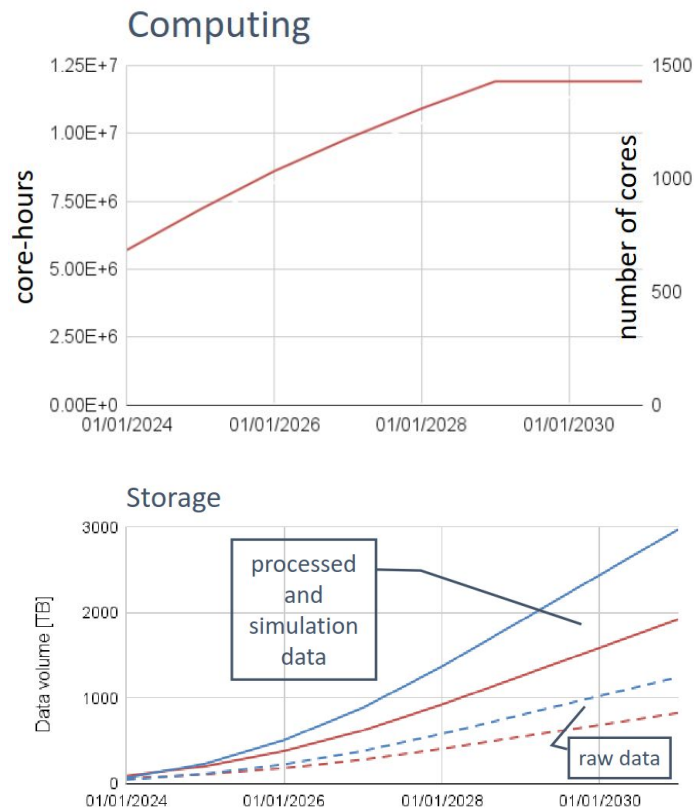 Computing
core-hours
1.25E+7
1.00E+7
7.50E+6
5.00E+6
2.50E+6
0.00E+0
number of cores
1500
1000
500
0
01/01/2024
01/01/2026
01/01/2028
01/01/2030
Storage
Data volume [TB]
3000
2000
1000
0
processed
and
simulation
data
raw data
01/01/2024
01/01/2026
01/01/2028
01/01/2030